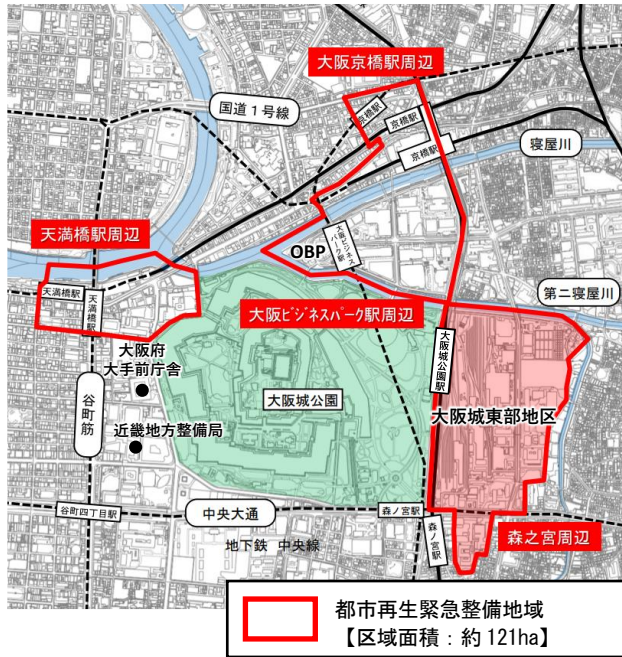 大阪京橋駅周辺
国道1号線
京橋駅
京橋駅
京橋駅
寝屋川
天満橋駅周辺
OBP
大阪ビジネス
パーク駅
第二寝屋川
天満橋駅
天満橋駅
大阪ビジネスパーク駅周辺
大阪府
大手前庁舎
大阪城公園駅
大阪城公園
大阪城東部地区
谷町筋
近畿地方整備局
谷町四丁目駅
中央大通
森ノ宮駅
森ノ宮駅
地下鉄 中央線
森之宮周辺
都市再生緊急整備地域
【区域面積：約121ha】